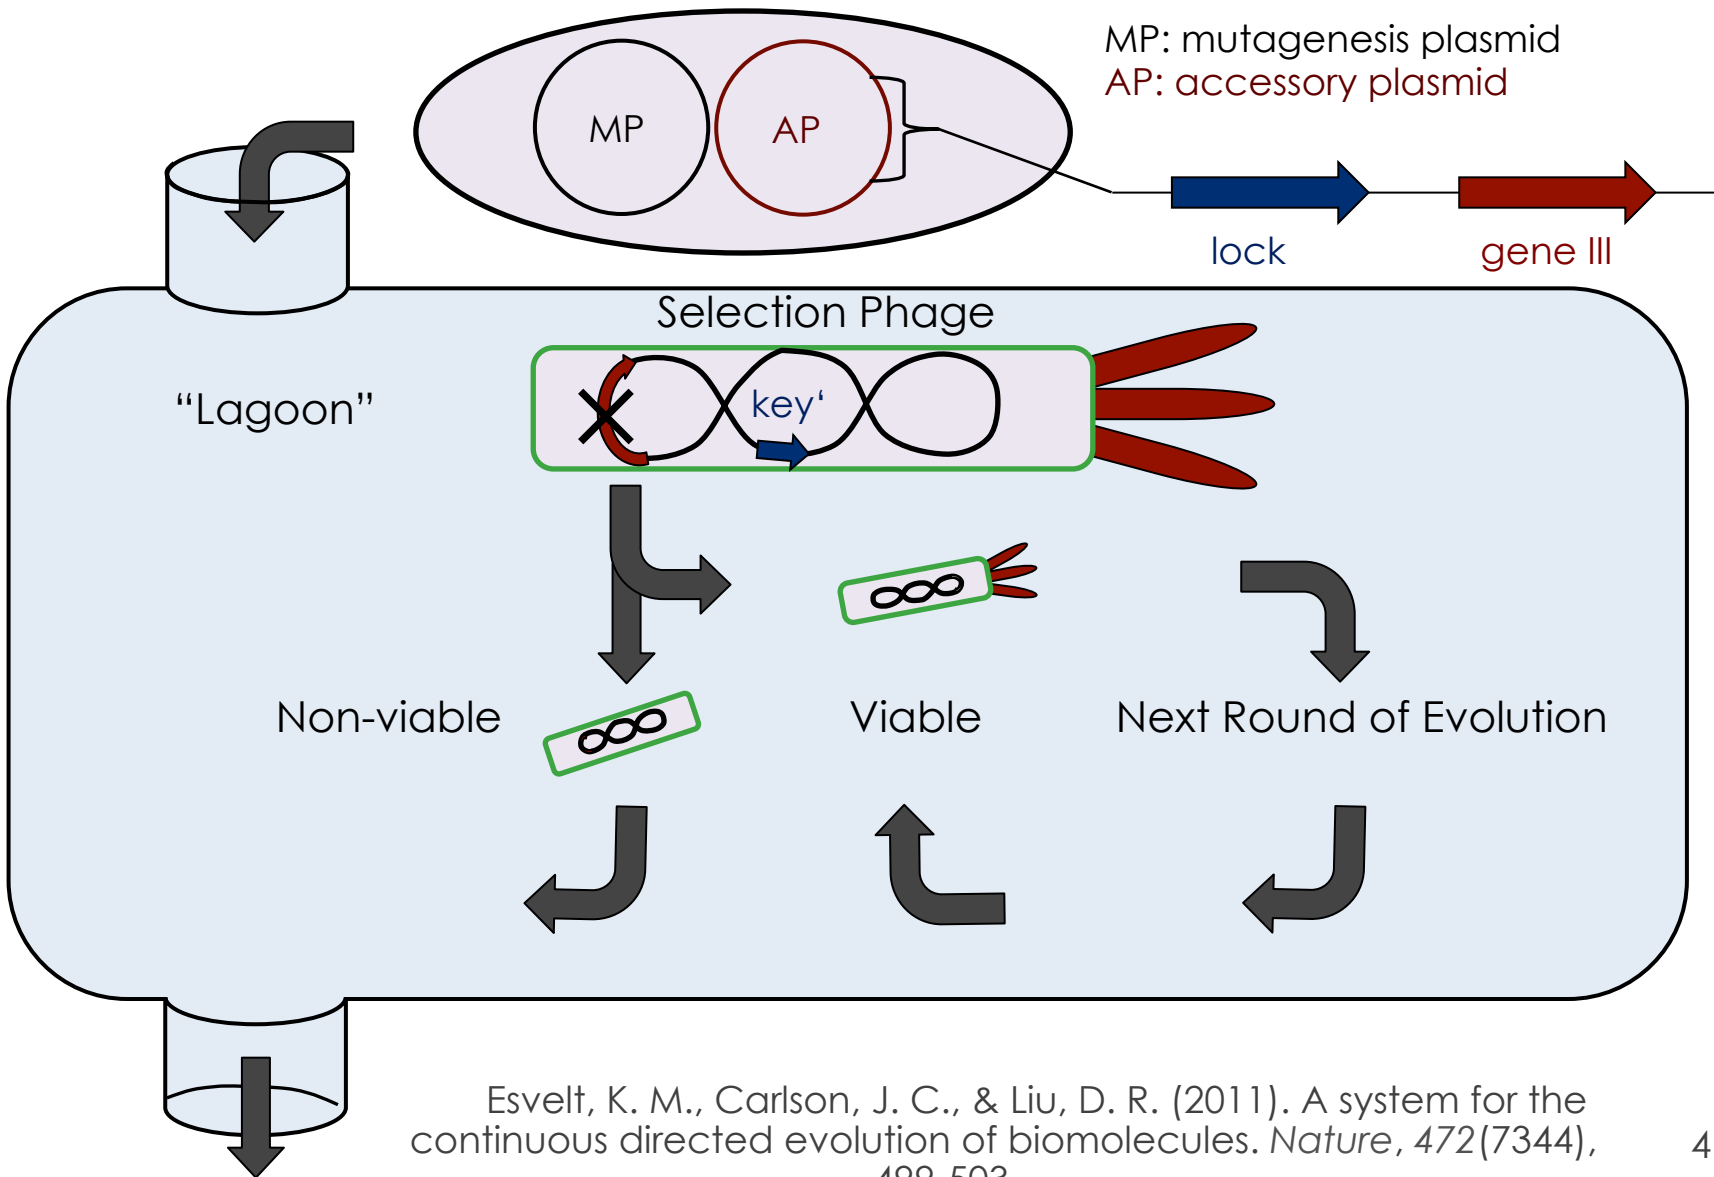 MP: mutagenesis plasmid
AP: accessory plasmid
MP
AP
lock
gene III
Selection Phage
“Lagoon”
key‘
Non-viable
Viable
Next Round of Evolution
Esvelt, K. M., Carlson, J. C., & Liu, D. R. (2011). A system for the
continuous directed evolution of biomolecules. Nature, 472(7344),
499-503
4